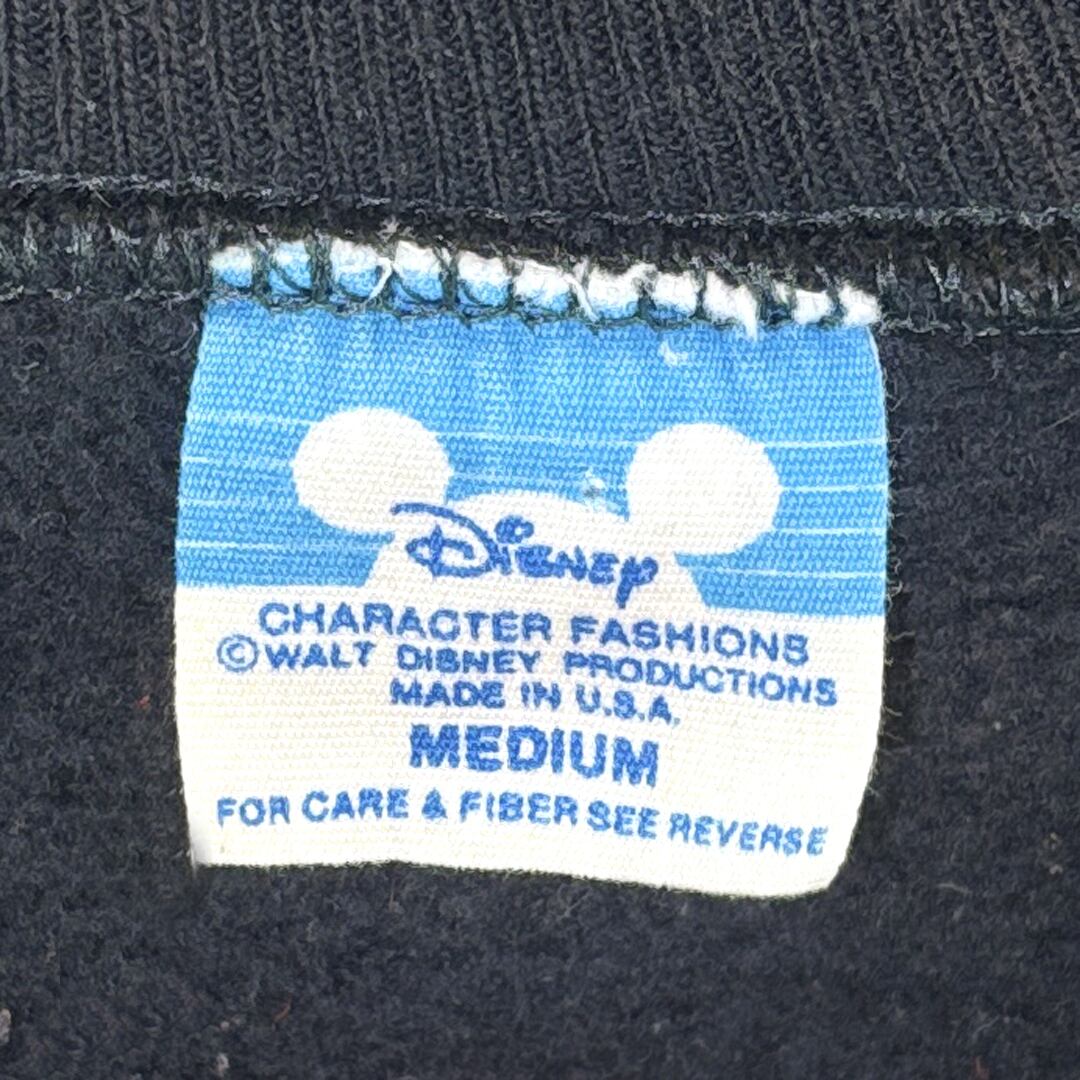 Disney
CHARACTER FASHIONS
©WALT DISNEY PRODUCTIONS
MADE IN U.S.A.
MEDIUM
FOR CARE & FIBER SEE REVERSE